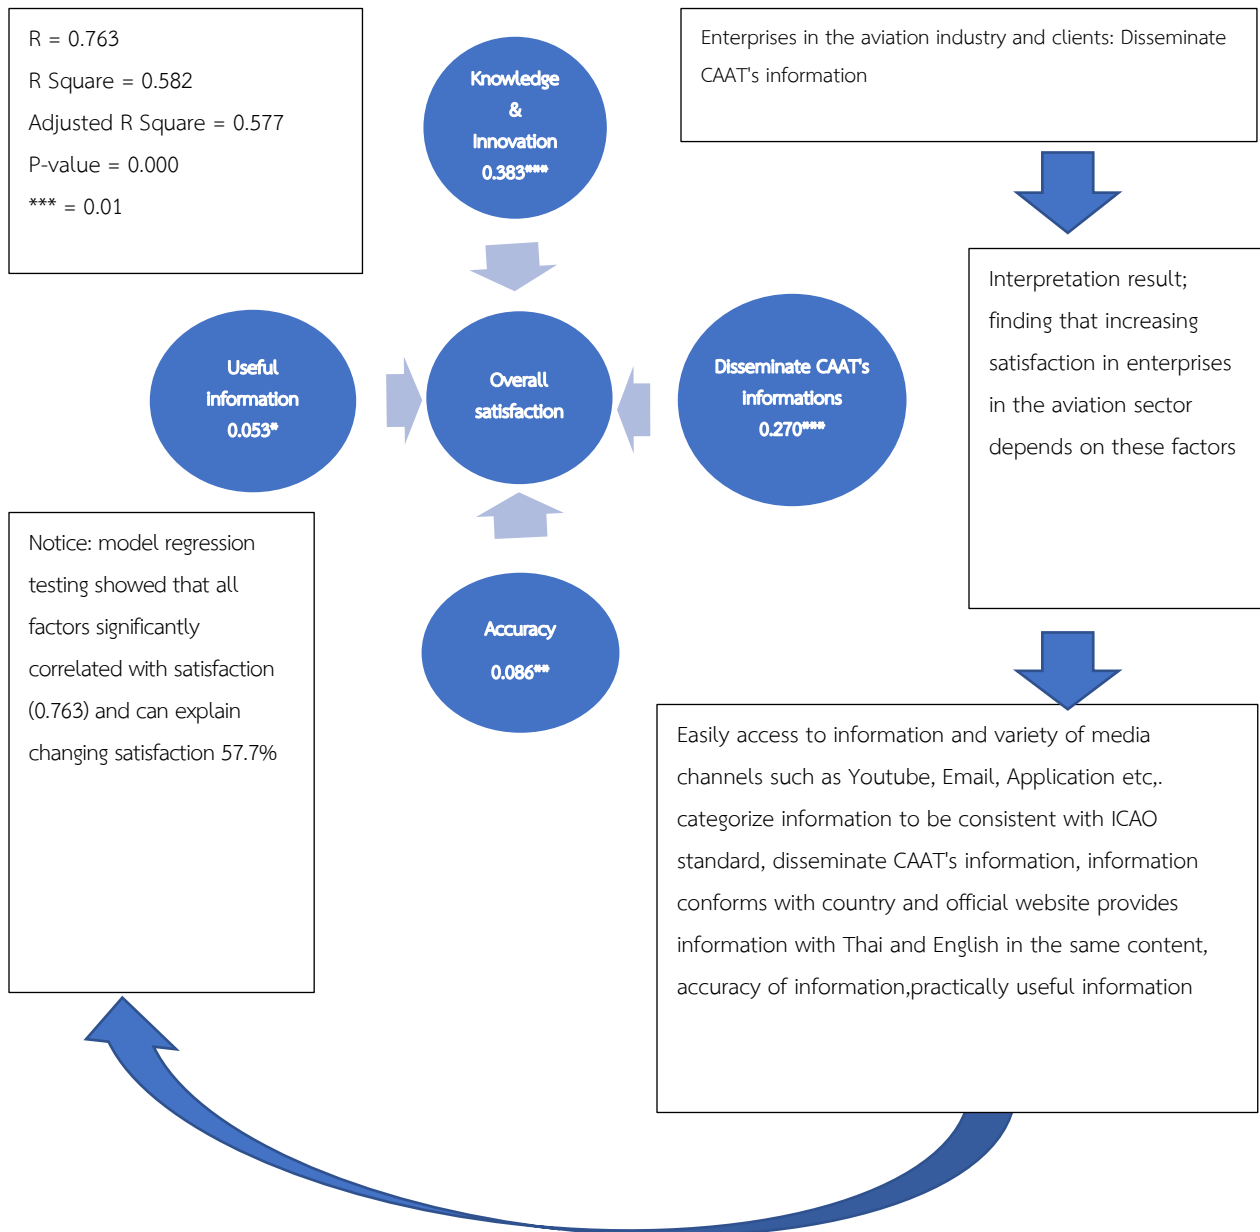 R = 0.763
R Square = 0.582
Adjusted R Square = 0.577
P-value = 0.000
*** = 0.01
Knowledge
&
Innovation
0.383***
Enterprises in the aviation industry and clients: Disseminate
CAAT's information
Interpretation result;
finding that increasing
satisfaction in enterprises
in the aviation sector
depends on these factors
Useful
information
0.053*
Overall
satisfaction
Disseminate CAAT's
informations
0.270***
Accuracy
0.086**
Notice: model regression
testing showed that all
factors significantly
correlated with satisfaction
(0.763) and can explain
changing satisfaction 57.7%
Easily access to information and variety of media
channels such as Youtube, Email, Application etc,.
categorize information to be consistent with ICAO
standard, disseminate CAAT's information, information
conforms with country and official website provides
information with Thai and English in the same content,
accuracy of information,practically useful information